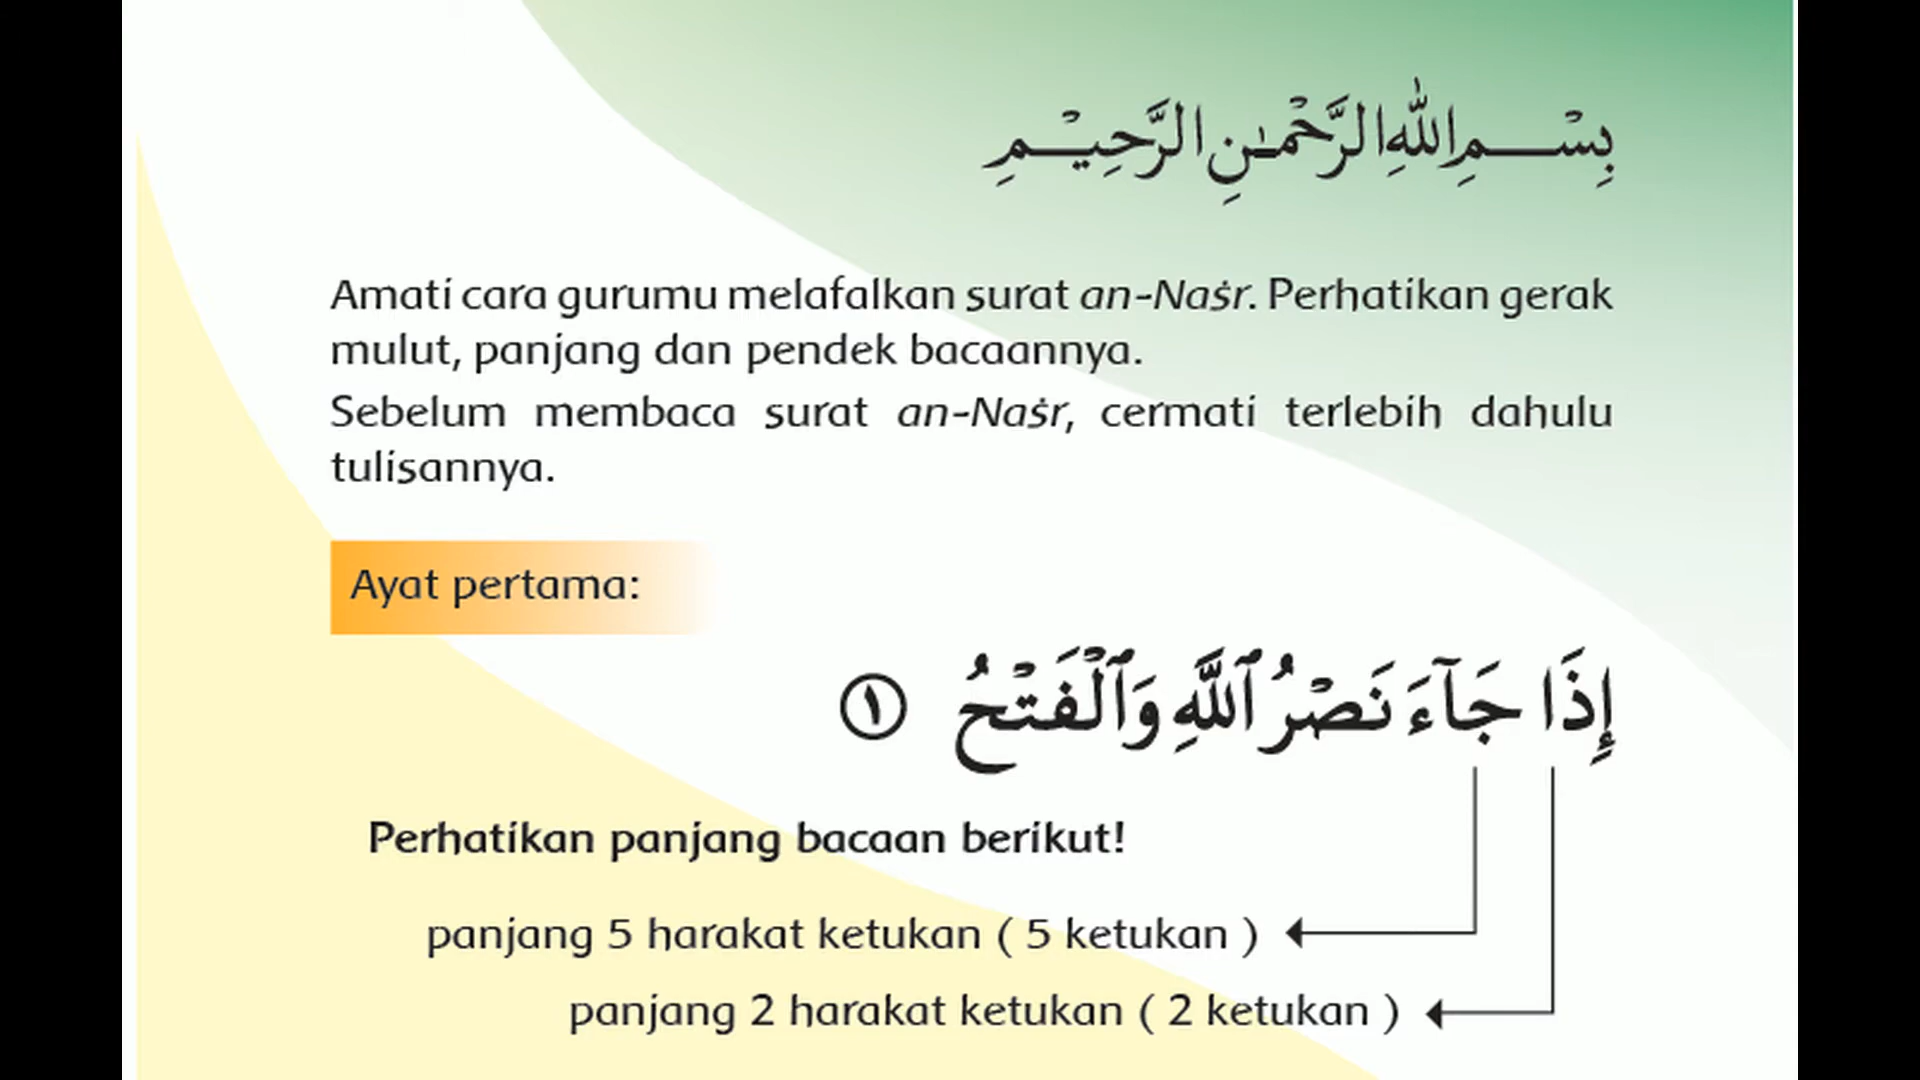 بِسْمِ اللّٰهِ الرَّحْمٰنِ الرَّحِيْمِ
Amati cara gurumu melafalkan surat an-Naṡr. Perhatikan gerak
mulut, panjang dan pendek bacaannya.
Sebelum membaca surat an-Naṡr, cermati terlebih dahulu
tulisannya.
Ayat pertama:
إِذَا جَآءَ نَصْرُ ٱللَّهِ وَٱلْفَتْحُ ١
Perhatikan panjang bacaan berikut!
panjang 5 harakat ketukan ( 5 ketukan )
panjang 2 harakat ketukan ( 2 ketukan )